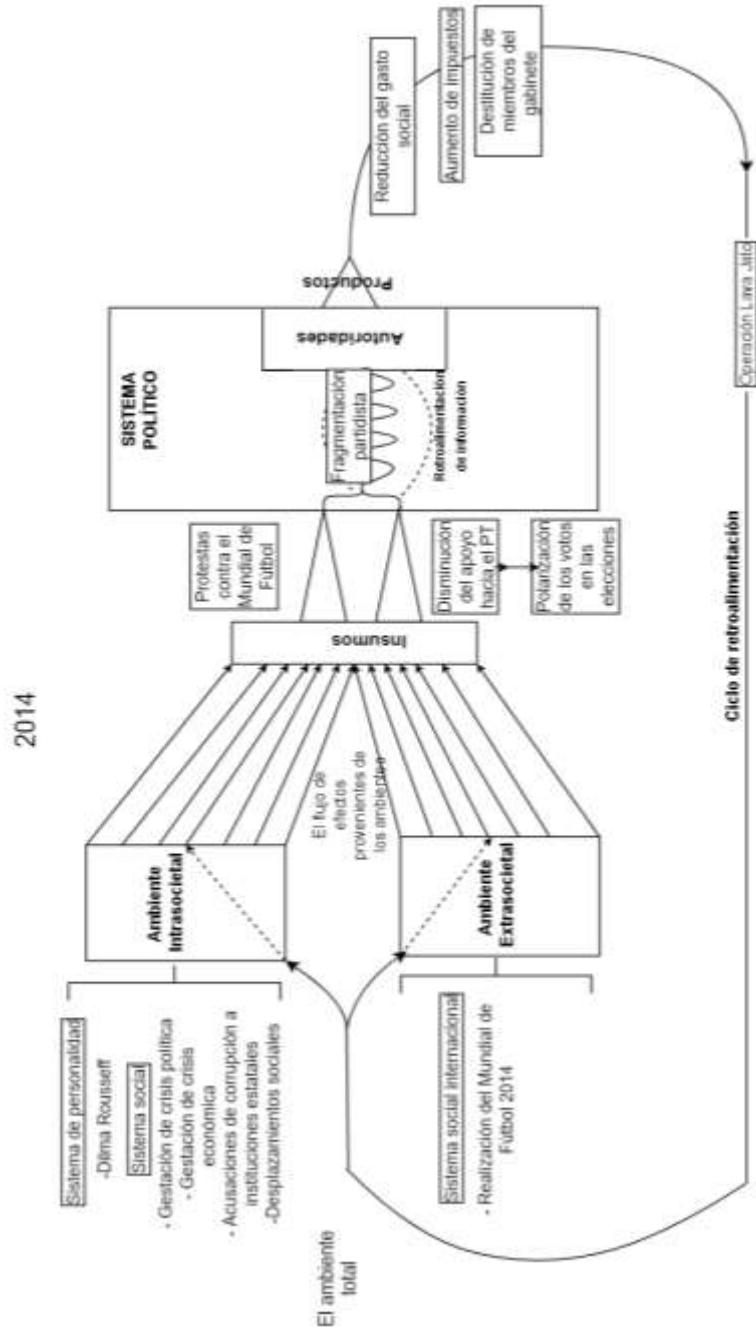 2014
Sistema de personalidad
-Dilma Rousseff
Sistema social
- Gestación de crisis política
- Gestación de crisis
económica
- Acusaciones de corrupción a
instituciones estatales
-Desplazamientos sociales
El ambiente
total
Sistema social internacional
- Realización del Mundial de
Fútbol 2014
Ambiente
Intrasocietal
Ambiente
Extrasocietal
El flujo de
efectos
provenientes de
los ambientes
Insumos
Protestas
contra el
Mundial de
Fútbol
Disminución
del apoyo
hacia el PT
Polarización
de los votos
en las
elecciones
SISTEMA
POLÍTICO
Fragmentación
partidista
Retroalimentación
de información
Autoridades
Productos
Reducción del gasto
social
Aumento de impuestos
Destitución de
miembros del
gabinete
Operación Lava Jato
Ciclo de retroalimentación